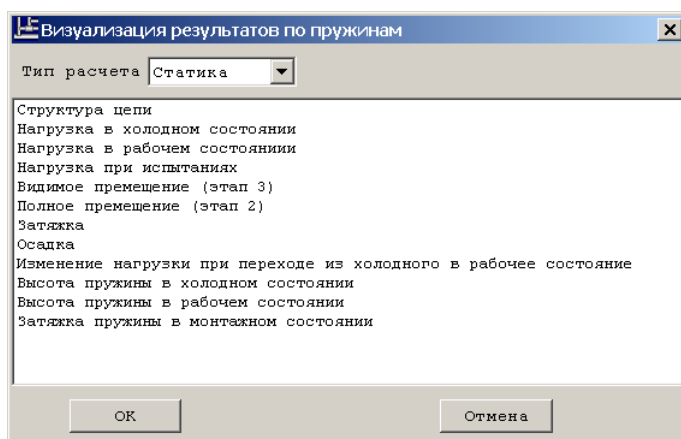 Визуализация результатов по пружинам
Тип расчета Статика
Структура цепи
Нагрузка в холодном состоянии
Нагрузка в рабочем состояниии
Нагрузка при испытаниях
Видимое премещение (этап 3)
Полное премещение (этап 2)
Затяжка
Осадка
Изменение нагрузки при переходе из холодного в рабочее состояние
Высота пружины в холодном состоянии
Высота пружины в рабочем состоянии
Затяжка пружины в монтажном состоянии
ОК Отмена